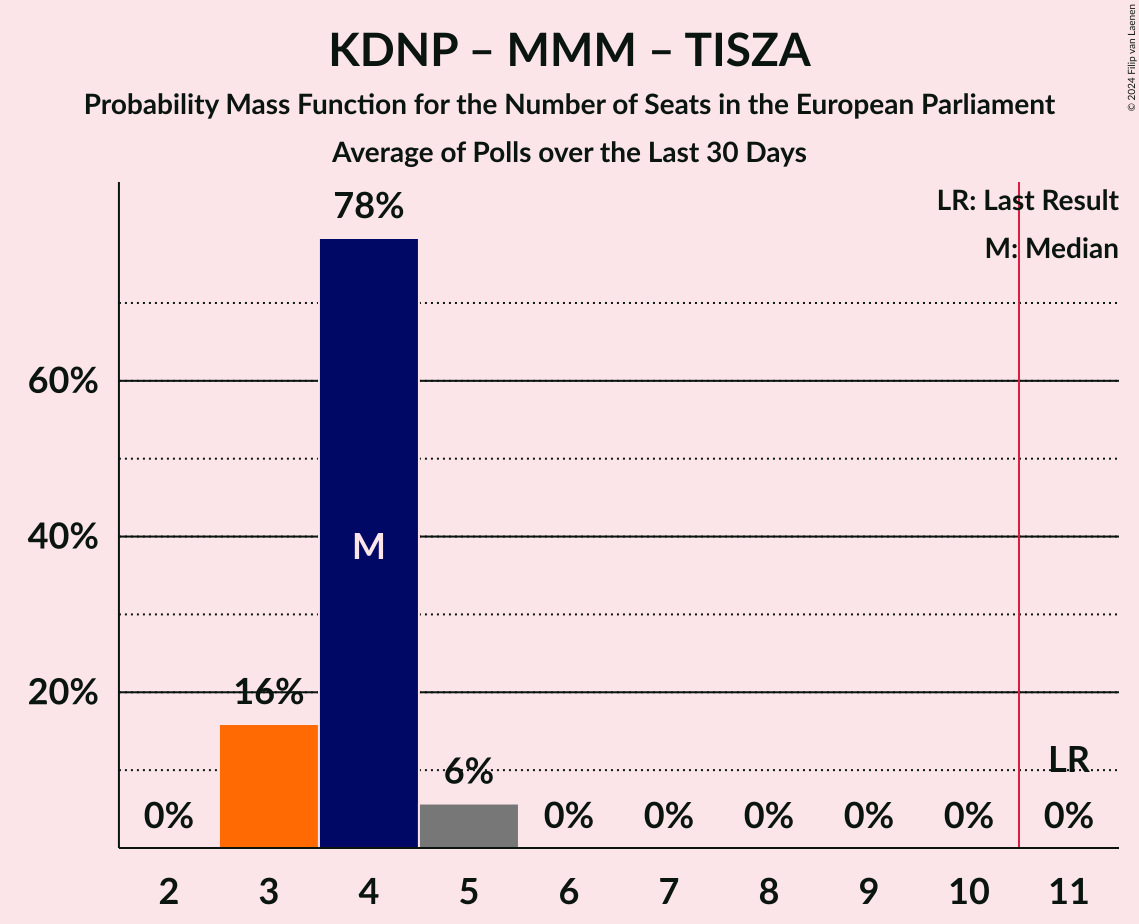 KDNP – MMM – TISZA
Probability Mass Function for the Number of Seats in the European Parliament
Average of Polls over the Last 30 Days
© 2024 Filip van Laenen
LR: Last Result
M: Median
78%
60%
40%
20%
M
16%
6%
LR
0%
0%
0%
0%
0%
0%
0%
2
3
4
5
6
7
8
9
10
11